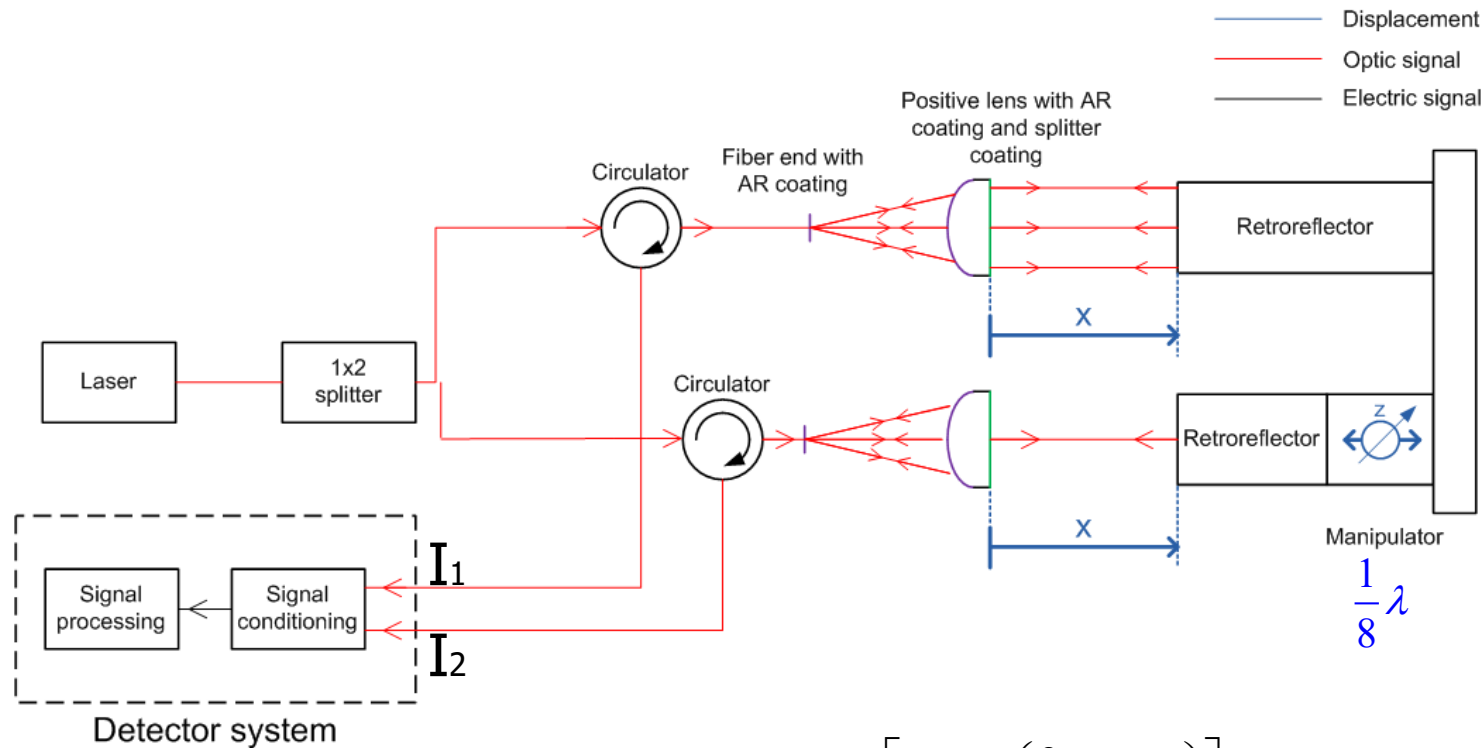 Displacement
Optic signal
Electric signal
Positive lens with AR
coating and splitter
coating
Fiber end with
AR coating
Circulator
Retroreflector
x
Laser
1x2
splitter
Circulator
Retroreflector
z
x
Manipulator
1/8 λ
I1
Signal
processing
Signal
conditioning
I2
Detector system